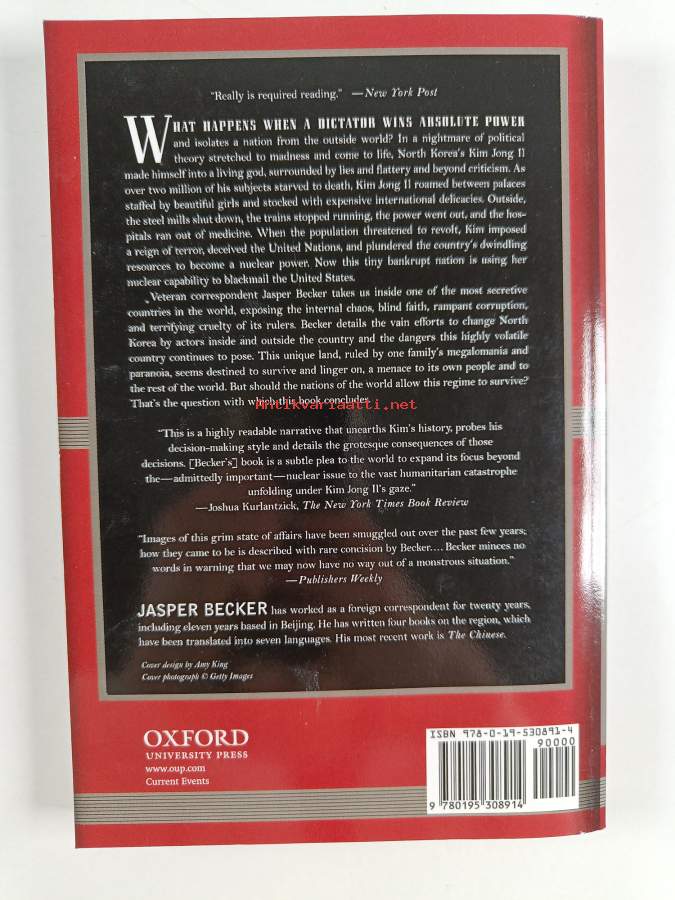 “Really is required reading.” —New York Post
WHAT HAPPENS WHEN A DICTATOR WINS ABSOLUTE POWER
and isolates a nation from the outside world? In a nightmare of political
theory stretched to madness and come to life, North Korea's Kim Jong Il
made himself into a living god, surrounded by lies and flattery and beyond criticism. As
over two million of his subjects starved to death, Kim Jong Il roamed between palaces
staffed by beautiful girls and stocked with expensive international delicacies. Outside,
the steel mills shut down, the trains stopped running, the power went out, and the hos-
pitals ran out of medicine. When the population threatened to revolt, Kim imposed
a reign of terror, deceived the United Nations, and plundered the country's dwindling
resources to become a nuclear power. Now this tiny bankrupt nation is using her
nuclear capability to blackmail the United States.
Veteran correspondent Jasper Becker takes us inside one of the most secretive
countries in the world, exposing the internal chaos, blind faith, rampant corruption,
and terrifying cruelty of its rulers. Becker details the vain efforts to change North
Korea by actors inside and outside the country and the dangers this highly volatile
country continues to pose. This unique land, ruled by one family's megalomania and
paranoia, seems destined to survive and linger on, a menace to its own people and to
the rest of the world. But should the nations of the world allow this regime to survive?
That's the question with which this book concludes.
Antikvariaatti.net
“This is a highly readable narrative that unearths Kim's history, probes his
decision-making style and details the grotesque consequences of those
decisions. [Becker's] book is a subtle plea to the world to expand its focus beyond
the—admittedly important—nuclear issue to the vast humanitarian catastrophe
unfolding under Kim Jong Il's gaze.”
—Joshua Kurlantzick, The New York Times Book Review
“Images of this grim state of affairs have been smuggled out over the past few years;
how they came to be is described with rare concision by Becker.... Becker minces no
words in warning that we may now have no way out of a monstrous situation.”
—Publishers Weekly
JASPER BECKER has worked as a foreign correspondent for twenty years,
including eleven years based in Beijing. He has written four books on the region, which
have been translated into seven languages. His most recent work is The Chinese.
Cover design by Amy King
Cover photograph © Getty Images
OXFORD
UNIVERSITY PRESS
www.oup.com
Current Events
ISBN 978-0-19-530891-4
90000
9 780195 308914